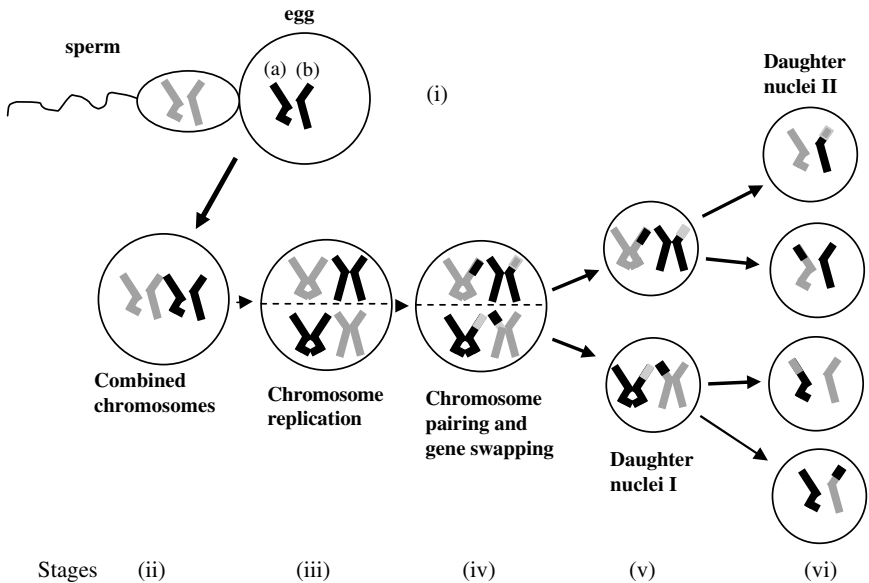 egg
sperm
(a) (b)
(i)
Daughter
nuclei II
Combined
chromosomes
Chromosome
replication
Chromosome
pairing and
gene swapping
Daughter
nuclei I
Stages (ii) (iii) (iv) (v) (vi)